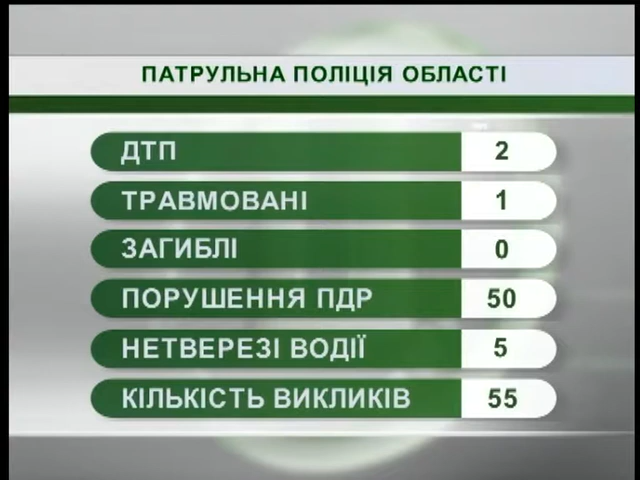 ПАТРУЛЬНА ПОЛІЦІЯ ОБЛАСТІ
ДТП 2
ТРАВМОВАНІ 1
ЗАГИБЛІ 0
ПОРУШЕННЯ ПДР 50
НЕТВЕРЕЗІ ВОДІЇ 5
КІЛЬКІСТЬ ВИКЛИКІВ 55